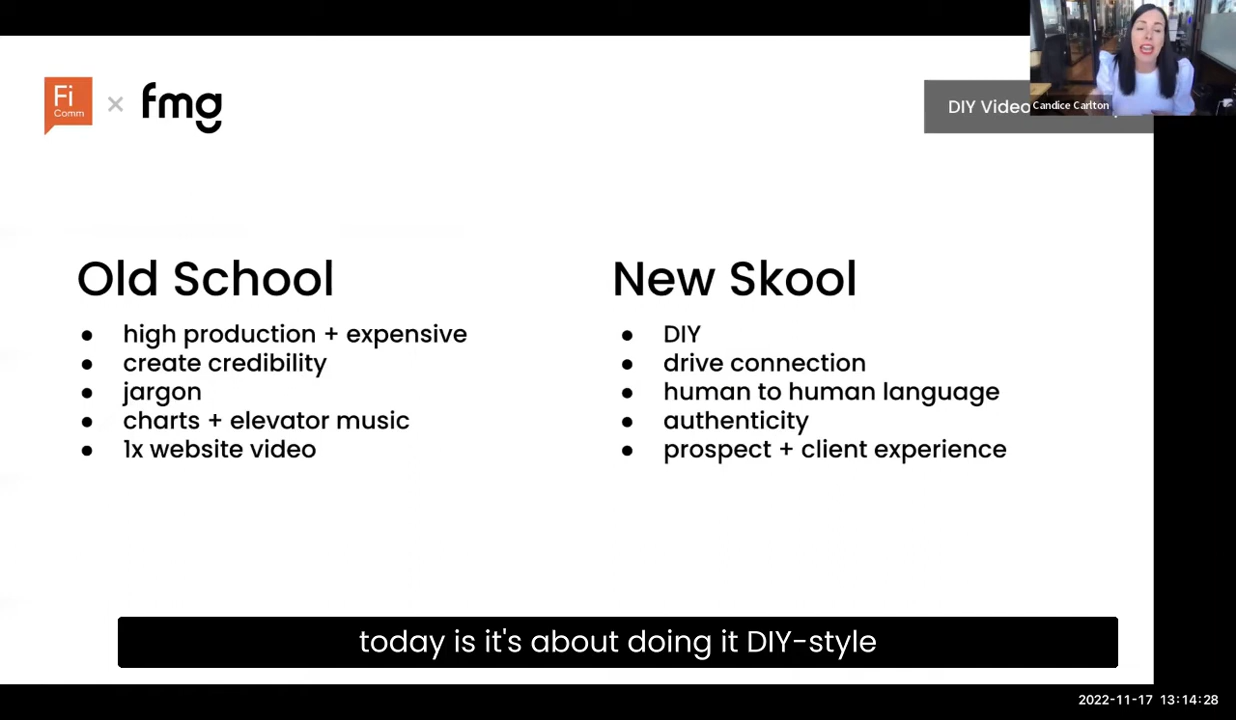 Fi
Comm
×
fmg
DIY Video
Candice Carlton
Old School
● high production + expensive
● create credibility
● jargon
● charts + elevator music
● 1x website video
New Skool
● DIY
● drive connection
● human to human language
● authenticity
● prospect + client experience
today is it's about doing it DIY-style
2022-11-17 13:14:28